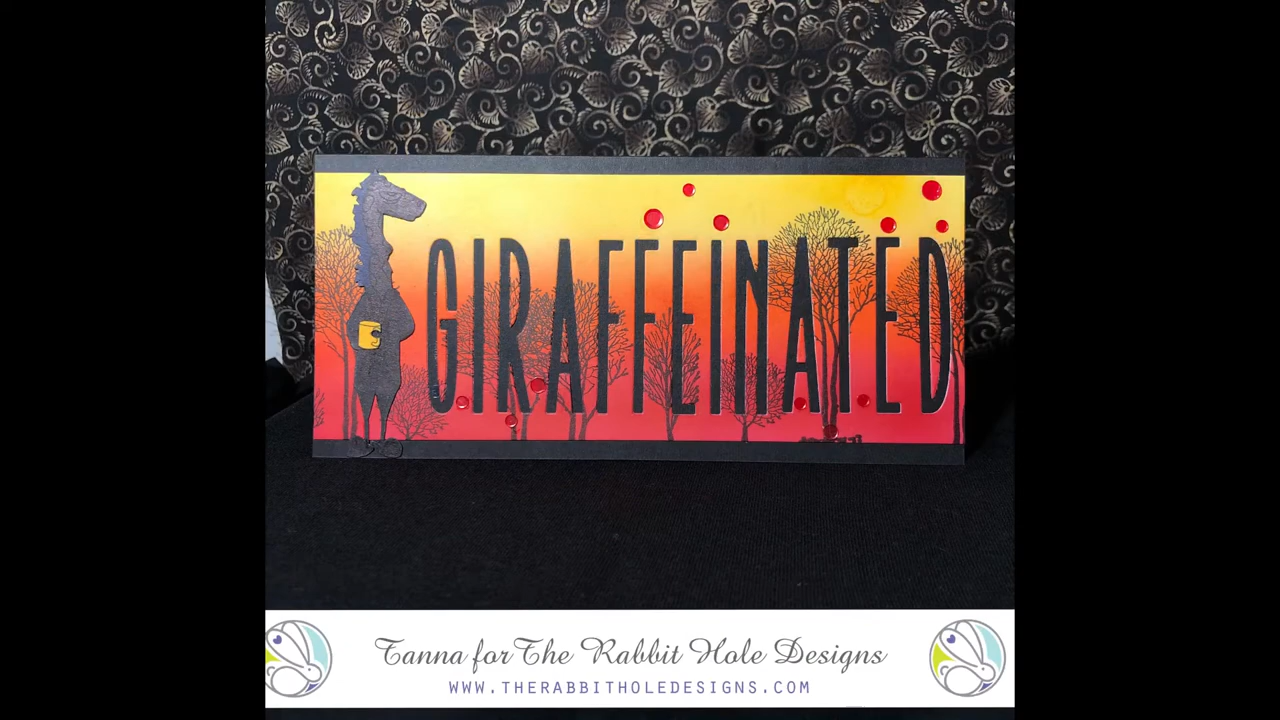 GIRAFFEINATED
Tanna for The Rabbit Hole Designs
WWW.THERABBITHOLEDESIGNS.COM